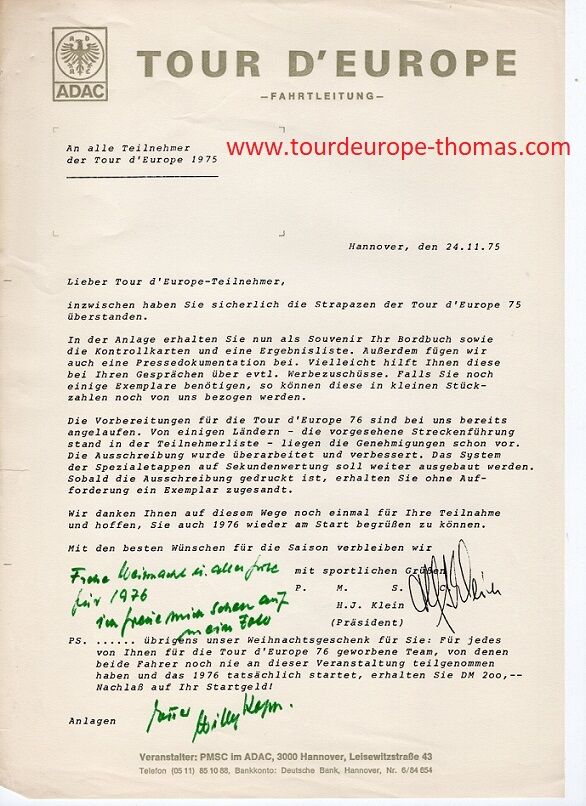 ADAC
TOUR D'EUROPE
—FAHRTLEITUNG—
An alle Teilnehmer
der Tour d'Europe 1975
www.tourdeurope-thomas.com
Hannover, den 24.11.75
Lieber Tour d'Europe-Teilnehmer,
inzwischen haben Sie sicherlich die Strapazen der Tour d'Europe 75
überstanden.
In der Anlage erhalten Sie nun als Souvenir Ihr Bordbuch sowie
die Kontrollkarten und eine Ergebnisliste. Außerdem fügen wir
auch eine Pressedokumentation bei. Vielleicht hilft Ihnen diese
bei Ihren Gesprächen über evtl. Werbezuschüsse. Falls Sie noch
einige Exemplare benötigen, so können diese in kleinen Stück-
zahlen noch von uns bezogen werden.
Die Vorbereitungen für die Tour d'Europe 76 sind bei uns bereits
angelaufen. Von einigen Ländern - die vorgesehene Streckenführung
stand in der Teilnehmerliste - liegen die Genehmigungen schon vor.
Die Ausschreibung wurde überarbeitet und verbessert. Das System
der Spezialetappen auf Sekundenwertung soll weiter ausgebaut werden.
Sobald die Ausschreibung gedruckt ist, erhalten Sie ohne Auf-
forderung ein Exemplar zugesandt.
Wir danken Ihnen auf diesem Wege noch einmal für Ihre Teilnahme
und hoffen, Sie auch 1976 wieder am Start begrüßen zu können.
Mit den besten Wünschen für die Saison verbleiben wir
mit sportlichen Grüßen
P. M. S. C.
H.J. Klein
(Präsident)
Frohe Weihnacht u. alles gute
für 1976
ich freue mich schon auf
PS. ...... übrigens unser Weihnachtsgeschenk für Sie: Für jedes
von Ihnen für die Tour d'Europe 76 geworbene Team, von denen
beide Fahrer noch nie an dieser Veranstaltung teilgenommen
haben und das 1976 tatsächlich startet, erhalten Sie DM 2oo,--
Nachlaß auf Ihr Startgeld!
Anlagen
Veranstalter: PMSC im ADAC, 3000 Hannover, Leisewitzstraße 43
Telefon (05 11) 85 10 88, Bankkonto: Deutsche Bank, Hannover, Nr. 6/84 654